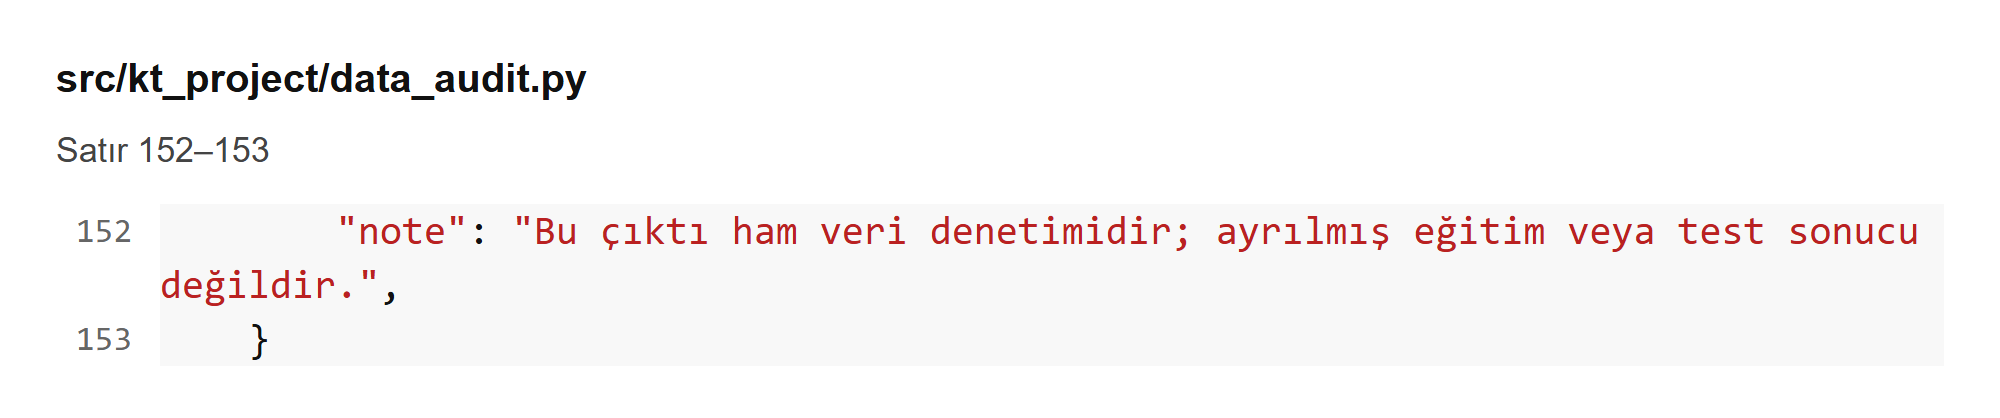 src/kt_project/data_audit.py
Satır 152–153
152        "note": "Bu çıktı ham veri denetimidir; ayrılmış eğitim veya test sonucu
değildir.",
153    }